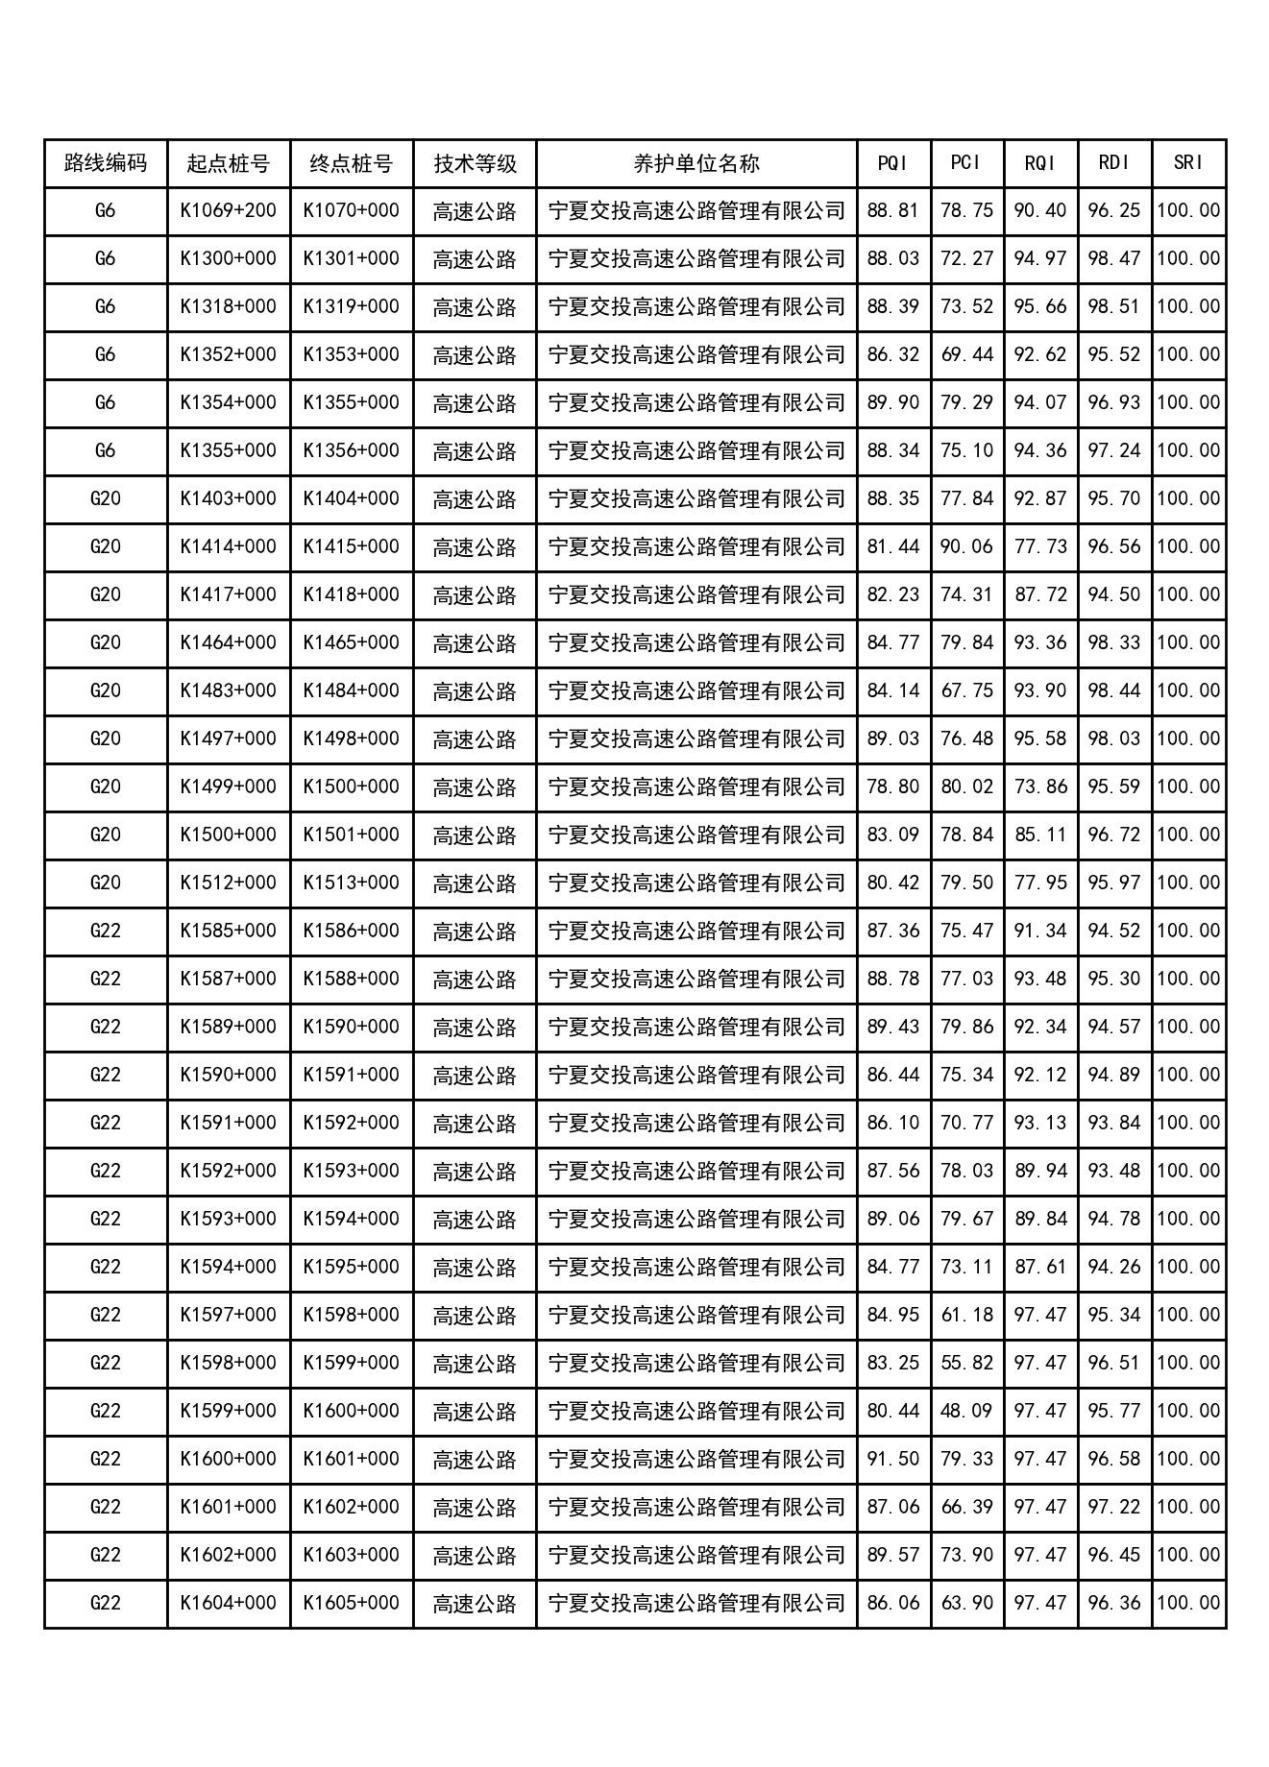 路线编码 起点桩号 终点桩号 技术等级 养护单位名称 PQI PCI RQI RDI SRI
G6 K1069+200 K1070+000 高速公路 宁夏交投高速公路管理有限公司 88.81 78.75 90.40 96.25 100.00
G6 K1300+000 K1301+000 高速公路 宁夏交投高速公路管理有限公司 88.03 72.27 94.97 98.47 100.00
G6 K1318+000 K1319+000 高速公路 宁夏交投高速公路管理有限公司 88.39 73.52 95.66 98.51 100.00
G6 K1352+000 K1353+000 高速公路 宁夏交投高速公路管理有限公司 86.32 69.44 92.62 95.52 100.00
G6 K1354+000 K1355+000 高速公路 宁夏交投高速公路管理有限公司 89.90 79.29 94.07 96.93 100.00
G6 K1355+000 K1356+000 高速公路 宁夏交投高速公路管理有限公司 88.34 75.10 94.36 97.24 100.00
G20 K1403+000 K1404+000 高速公路 宁夏交投高速公路管理有限公司 88.35 77.84 92.87 95.70 100.00
G20 K1414+000 K1415+000 高速公路 宁夏交投高速公路管理有限公司 81.44 90.06 77.73 96.56 100.00
G20 K1417+000 K1418+000 高速公路 宁夏交投高速公路管理有限公司 82.23 74.31 87.72 94.50 100.00
G20 K1464+000 K1465+000 高速公路 宁夏交投高速公路管理有限公司 84.77 79.84 93.36 98.33 100.00
G20 K1483+000 K1484+000 高速公路 宁夏交投高速公路管理有限公司 84.14 67.75 93.90 98.44 100.00
G20 K1497+000 K1498+000 高速公路 宁夏交投高速公路管理有限公司 89.03 76.48 95.58 98.03 100.00
G20 K1499+000 K1500+000 高速公路 宁夏交投高速公路管理有限公司 78.80 80.02 73.86 95.59 100.00
G20 K1500+000 K1501+000 高速公路 宁夏交投高速公路管理有限公司 83.09 78.84 85.11 96.72 100.00
G20 K1512+000 K1513+000 高速公路 宁夏交投高速公路管理有限公司 80.42 79.50 77.95 95.97 100.00
G22 K1585+000 K1586+000 高速公路 宁夏交投高速公路管理有限公司 87.36 75.47 91.34 94.52 100.00
G22 K1587+000 K1588+000 高速公路 宁夏交投高速公路管理有限公司 88.78 77.03 93.48 95.30 100.00
G22 K1589+000 K1590+000 高速公路 宁夏交投高速公路管理有限公司 89.43 79.86 92.34 94.57 100.00
G22 K1590+000 K1591+000 高速公路 宁夏交投高速公路管理有限公司 86.44 75.34 92.12 94.89 100.00
G22 K1591+000 K1592+000 高速公路 宁夏交投高速公路管理有限公司 86.10 70.77 93.13 93.84 100.00
G22 K1592+000 K1593+000 高速公路 宁夏交投高速公路管理有限公司 87.56 78.03 89.94 93.48 100.00
G22 K1593+000 K1594+000 高速公路 宁夏交投高速公路管理有限公司 89.06 79.67 89.84 94.78 100.00
G22 K1594+000 K1595+000 高速公路 宁夏交投高速公路管理有限公司 84.77 73.11 87.61 94.26 100.00
G22 K1597+000 K1598+000 高速公路 宁夏交投高速公路管理有限公司 84.95 61.18 97.47 95.34 100.00
G22 K1598+000 K1599+000 高速公路 宁夏交投高速公路管理有限公司 83.25 55.82 97.47 96.51 100.00
G22 K1599+000 K1600+000 高速公路 宁夏交投高速公路管理有限公司 80.44 48.09 97.47 95.77 100.00
G22 K1600+000 K1601+000 高速公路 宁夏交投高速公路管理有限公司 91.50 79.33 97.47 96.58 100.00
G22 K1601+000 K1602+000 高速公路 宁夏交投高速公路管理有限公司 87.06 66.39 97.47 97.22 100.00
G22 K1602+000 K1603+000 高速公路 宁夏交投高速公路管理有限公司 89.57 73.90 97.47 96.45 100.00
G22 K1604+000 K1605+000 高速公路 宁夏交投高速公路管理有限公司 86.06 63.90 97.47 96.36 100.00